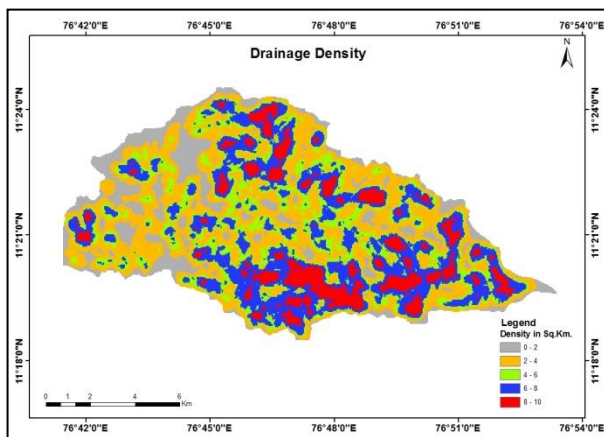 76°42'0"E 76°45'0"E 76°48'0"E 76°51'0"E 76°54'0"E
Drainage Density
N
11°24'0"N 11°24'0"N
11°21'0"N 11°21'0"N
11°18'0"N 11°18'0"N
Legend
Density in Sq.Km.
0 - 2
2 - 4
4 - 6
6 - 8
8 - 10
0 1 2 4 6
Km
76°42'0"E 76°45'0"E 76°48'0"E 76°51'0"E 76°54'0"E